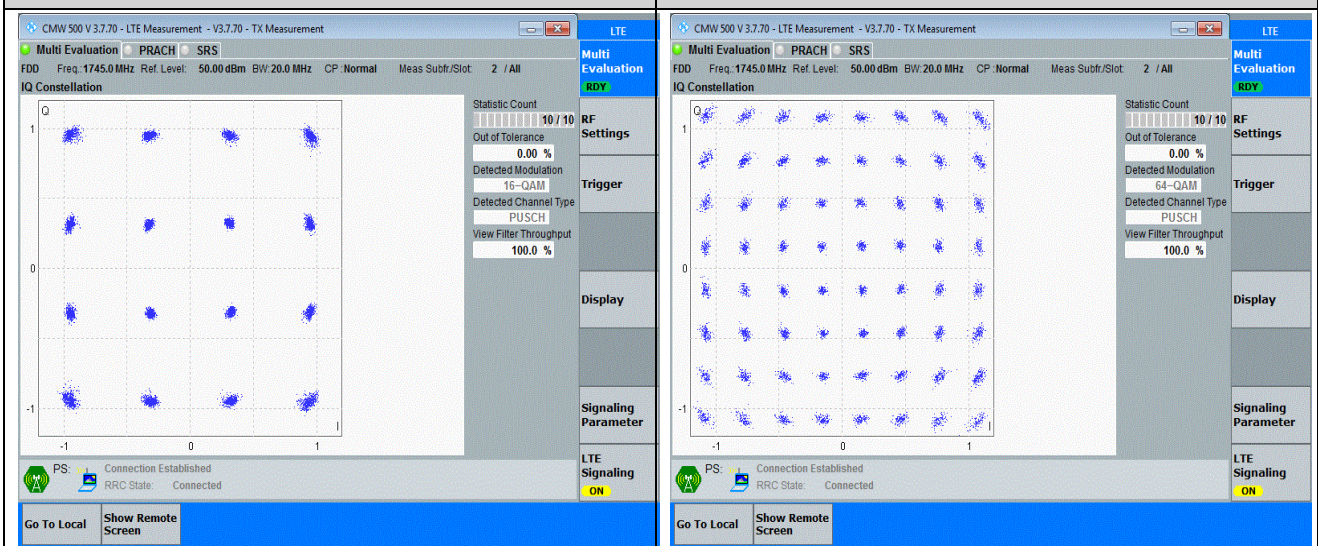 CMW 500 V 3.7.70 - LTE Measurement - V3.7.70 - TX Measurement
LTE
Multi Evaluation PRACH SRS
FDD Freq.: 1745.0 MHz Ref. Level: 50.00 dBm BW: 20.0 MHz CP : Normal Meas Subfr./Slot: 2 / All
IQ Constellation
Q
1
0
-1
-1 0 1
I
Statistic Count
10 / 10
Out of Tolerance
0.00 %
Detected Modulation
16-QAM
Detected Channel Type
PUSCH
View Filter Throughput
100.0 %
Multi
Evaluation
RDY
RF
Settings
Trigger
Display
Signaling
Parameter
LTE
Signaling
ON
PS: Connection Established
RRC State: Connected
Go To Local
Show Remote
Screen
CMW 500 V 3.7.70 - LTE Measurement - V3.7.70 - TX Measurement
LTE
Multi Evaluation PRACH SRS
FDD Freq.: 1745.0 MHz Ref. Level: 50.00 dBm BW: 20.0 MHz CP : Normal Meas Subfr./Slot: 2 / All
IQ Constellation
Q
1
0
-1
-1 0 1
I
Statistic Count
10 / 10
Out of Tolerance
0.00 %
Detected Modulation
64-QAM
Detected Channel Type
PUSCH
View Filter Throughput
100.0 %
Multi
Evaluation
RDY
RF
Settings
Trigger
Display
Signaling
Parameter
LTE
Signaling
ON
PS: Connection Established
RRC State: Connected
Go To Local
Show Remote
Screen